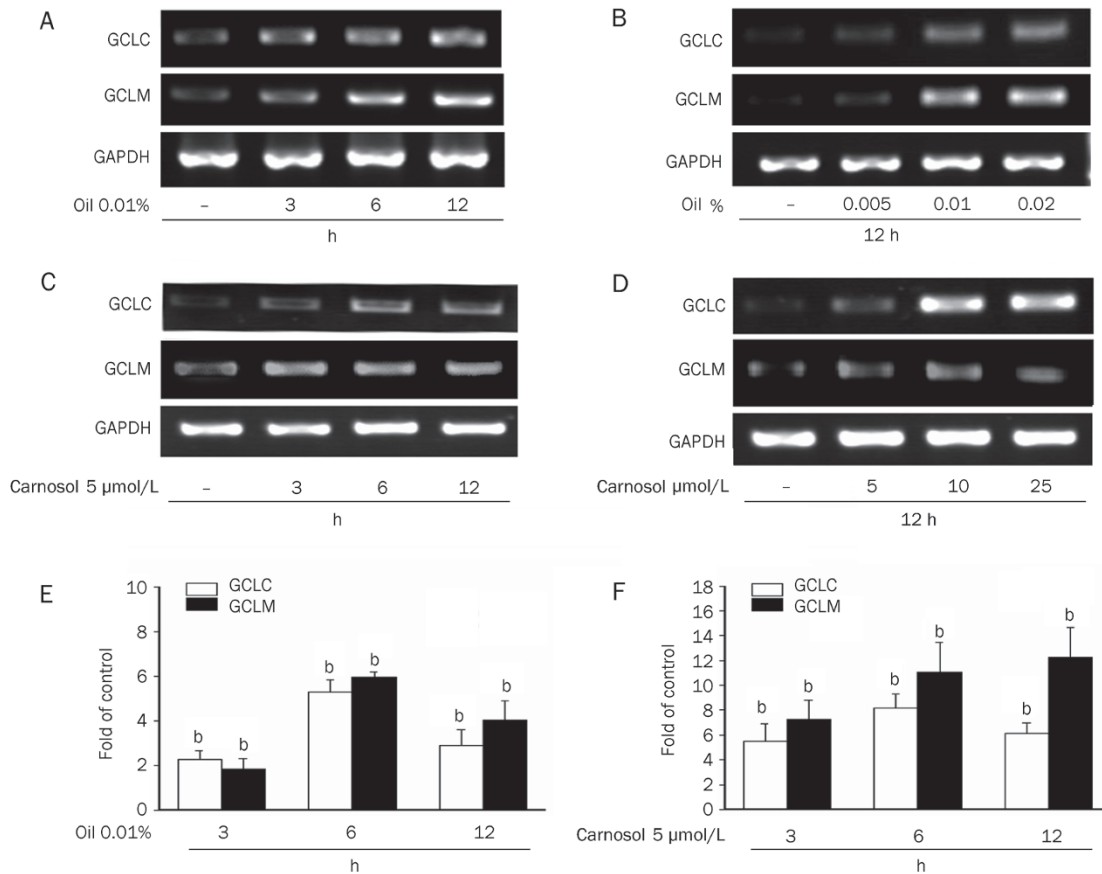 A
GCLC
GCLM
GAPDH
Oil 0.01% – 3 6 12
h
B
GCLC
GCLM
GAPDH
Oil % – 0.005 0.01 0.02
12 h
C
GCLC
GCLM
GAPDH
Carnosol 5 μmol/L – 3 6 12
h
D
GCLC
GCLM
GAPDH
Carnosol μmol/L – 5 10 25
12 h
E
GCLC
GCLM
Fold of control
10
8
6
4
2
0
b b b b b b
Oil 0.01% 3 6 12
h
F
GCLC
GCLM
Fold of control
18
16
14
12
10
8
6
4
2
0
b b b b b b
Carnosol 5 μmol/L 3 6 12
h